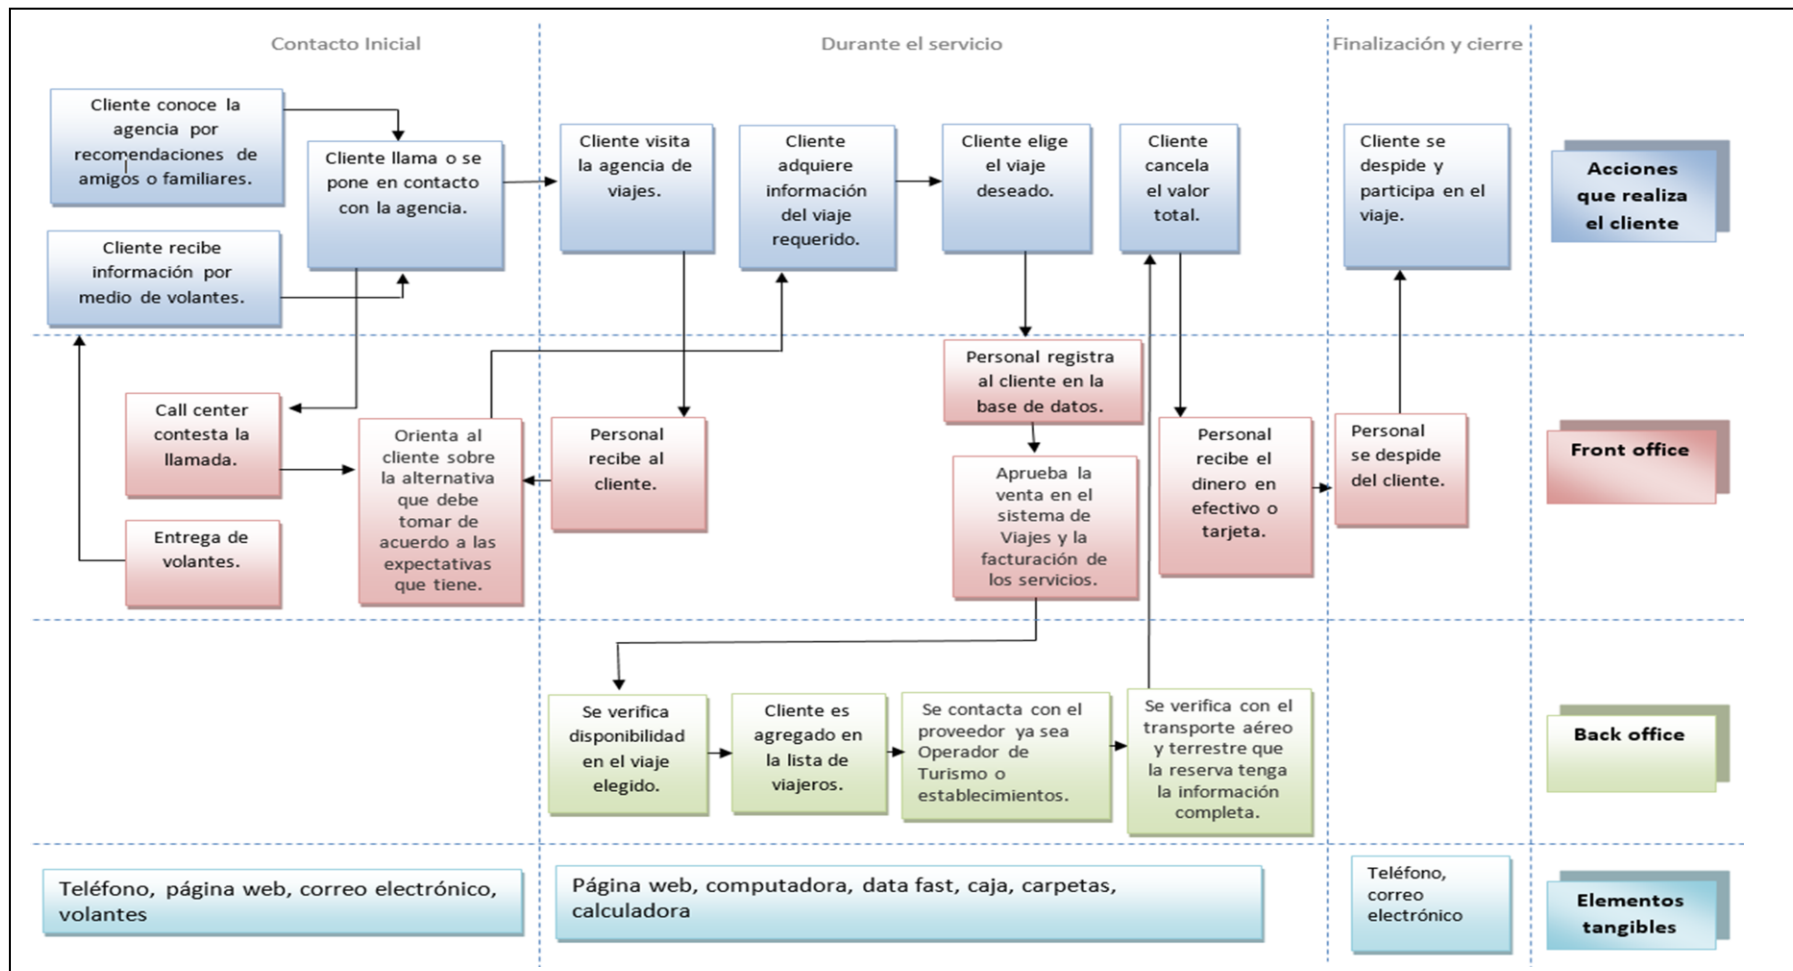 Contacto Inicial
Durante el servicio
Finalización y cierre
Cliente conoce la
agencia por
recomendaciones de
amigos o familiares.
Cliente llama o se
pone en contacto
con la agencia.
Cliente recibe
información por
medio de volantes.
Cliente visita
la agencia de
viajes.
Cliente
adquiere
información
del viaje
requerido.
Cliente elige
el viaje
deseado.
Cliente
cancela
el valor
total.
Cliente se
despide y
participa en el
viaje.
Acciones
que realiza
el cliente
Call center
contesta la
llamada.
Entrega de
volantes.
Orienta al
cliente sobre
la alternativa
que debe
tomar de
acuerdo a las
expectativas
que tiene.
Personal
recibe al
cliente.
Personal registra
al cliente en la
base de datos.
Aprueba la
venta en el
sistema de
Viajes y la
facturación de
los servicios.
Personal
recibe el
dinero en
efectivo o
tarjeta.
Personal
se despide
del cliente.
Front office
Se verifica
disponibilidad
en el viaje
elegido.
Cliente es
agregado en
la lista de
viajeros.
Se contacta con el
proveedor ya sea
Operador de
Turismo o
establecimientos.
Se verifica con el
transporte aéreo
y terrestre que
la reserva tenga
la información
completa.
Back office
Teléfono, página web, correo electrónico,
volantes
Página web, computadora, data fast, caja, carpetas,
calculadora
Teléfono,
correo
electrónico
Elementos
tangibles